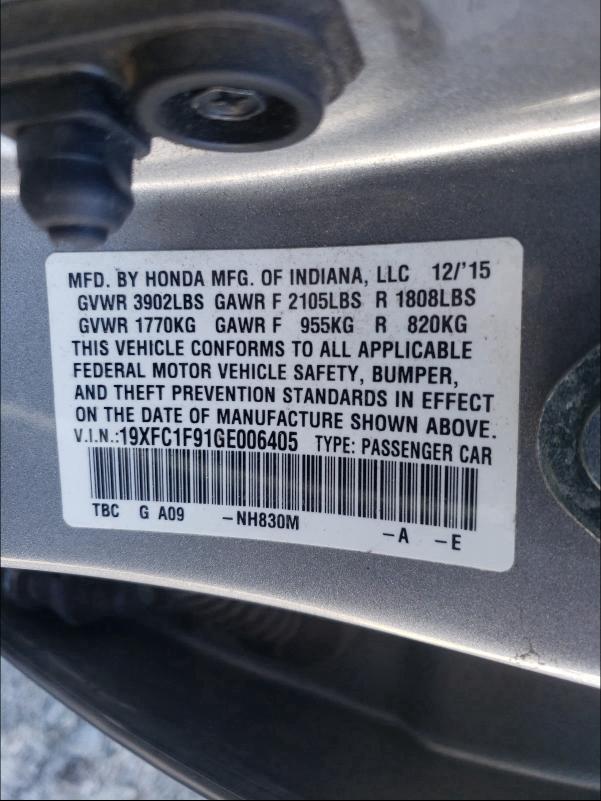 MFD. BY HONDA MFG. OF INDIANA, LLC 12/'15
GVWR 3902LBS GAWR F 2105LBS R 1808LBS
GVWR 1770KG GAWR F 955KG R 820KG
THIS VEHICLE CONFORMS TO ALL APPLICABLE
FEDERAL MOTOR VEHICLE SAFETY, BUMPER,
AND THEFT PREVENTION STANDARDS IN EFFECT
ON THE DATE OF MANUFACTURE SHOWN ABOVE.
V.I.N.:19XFC1F91GE006405 TYPE: PASSENGER CAR
TBC G A09 -NH830M
-A -E